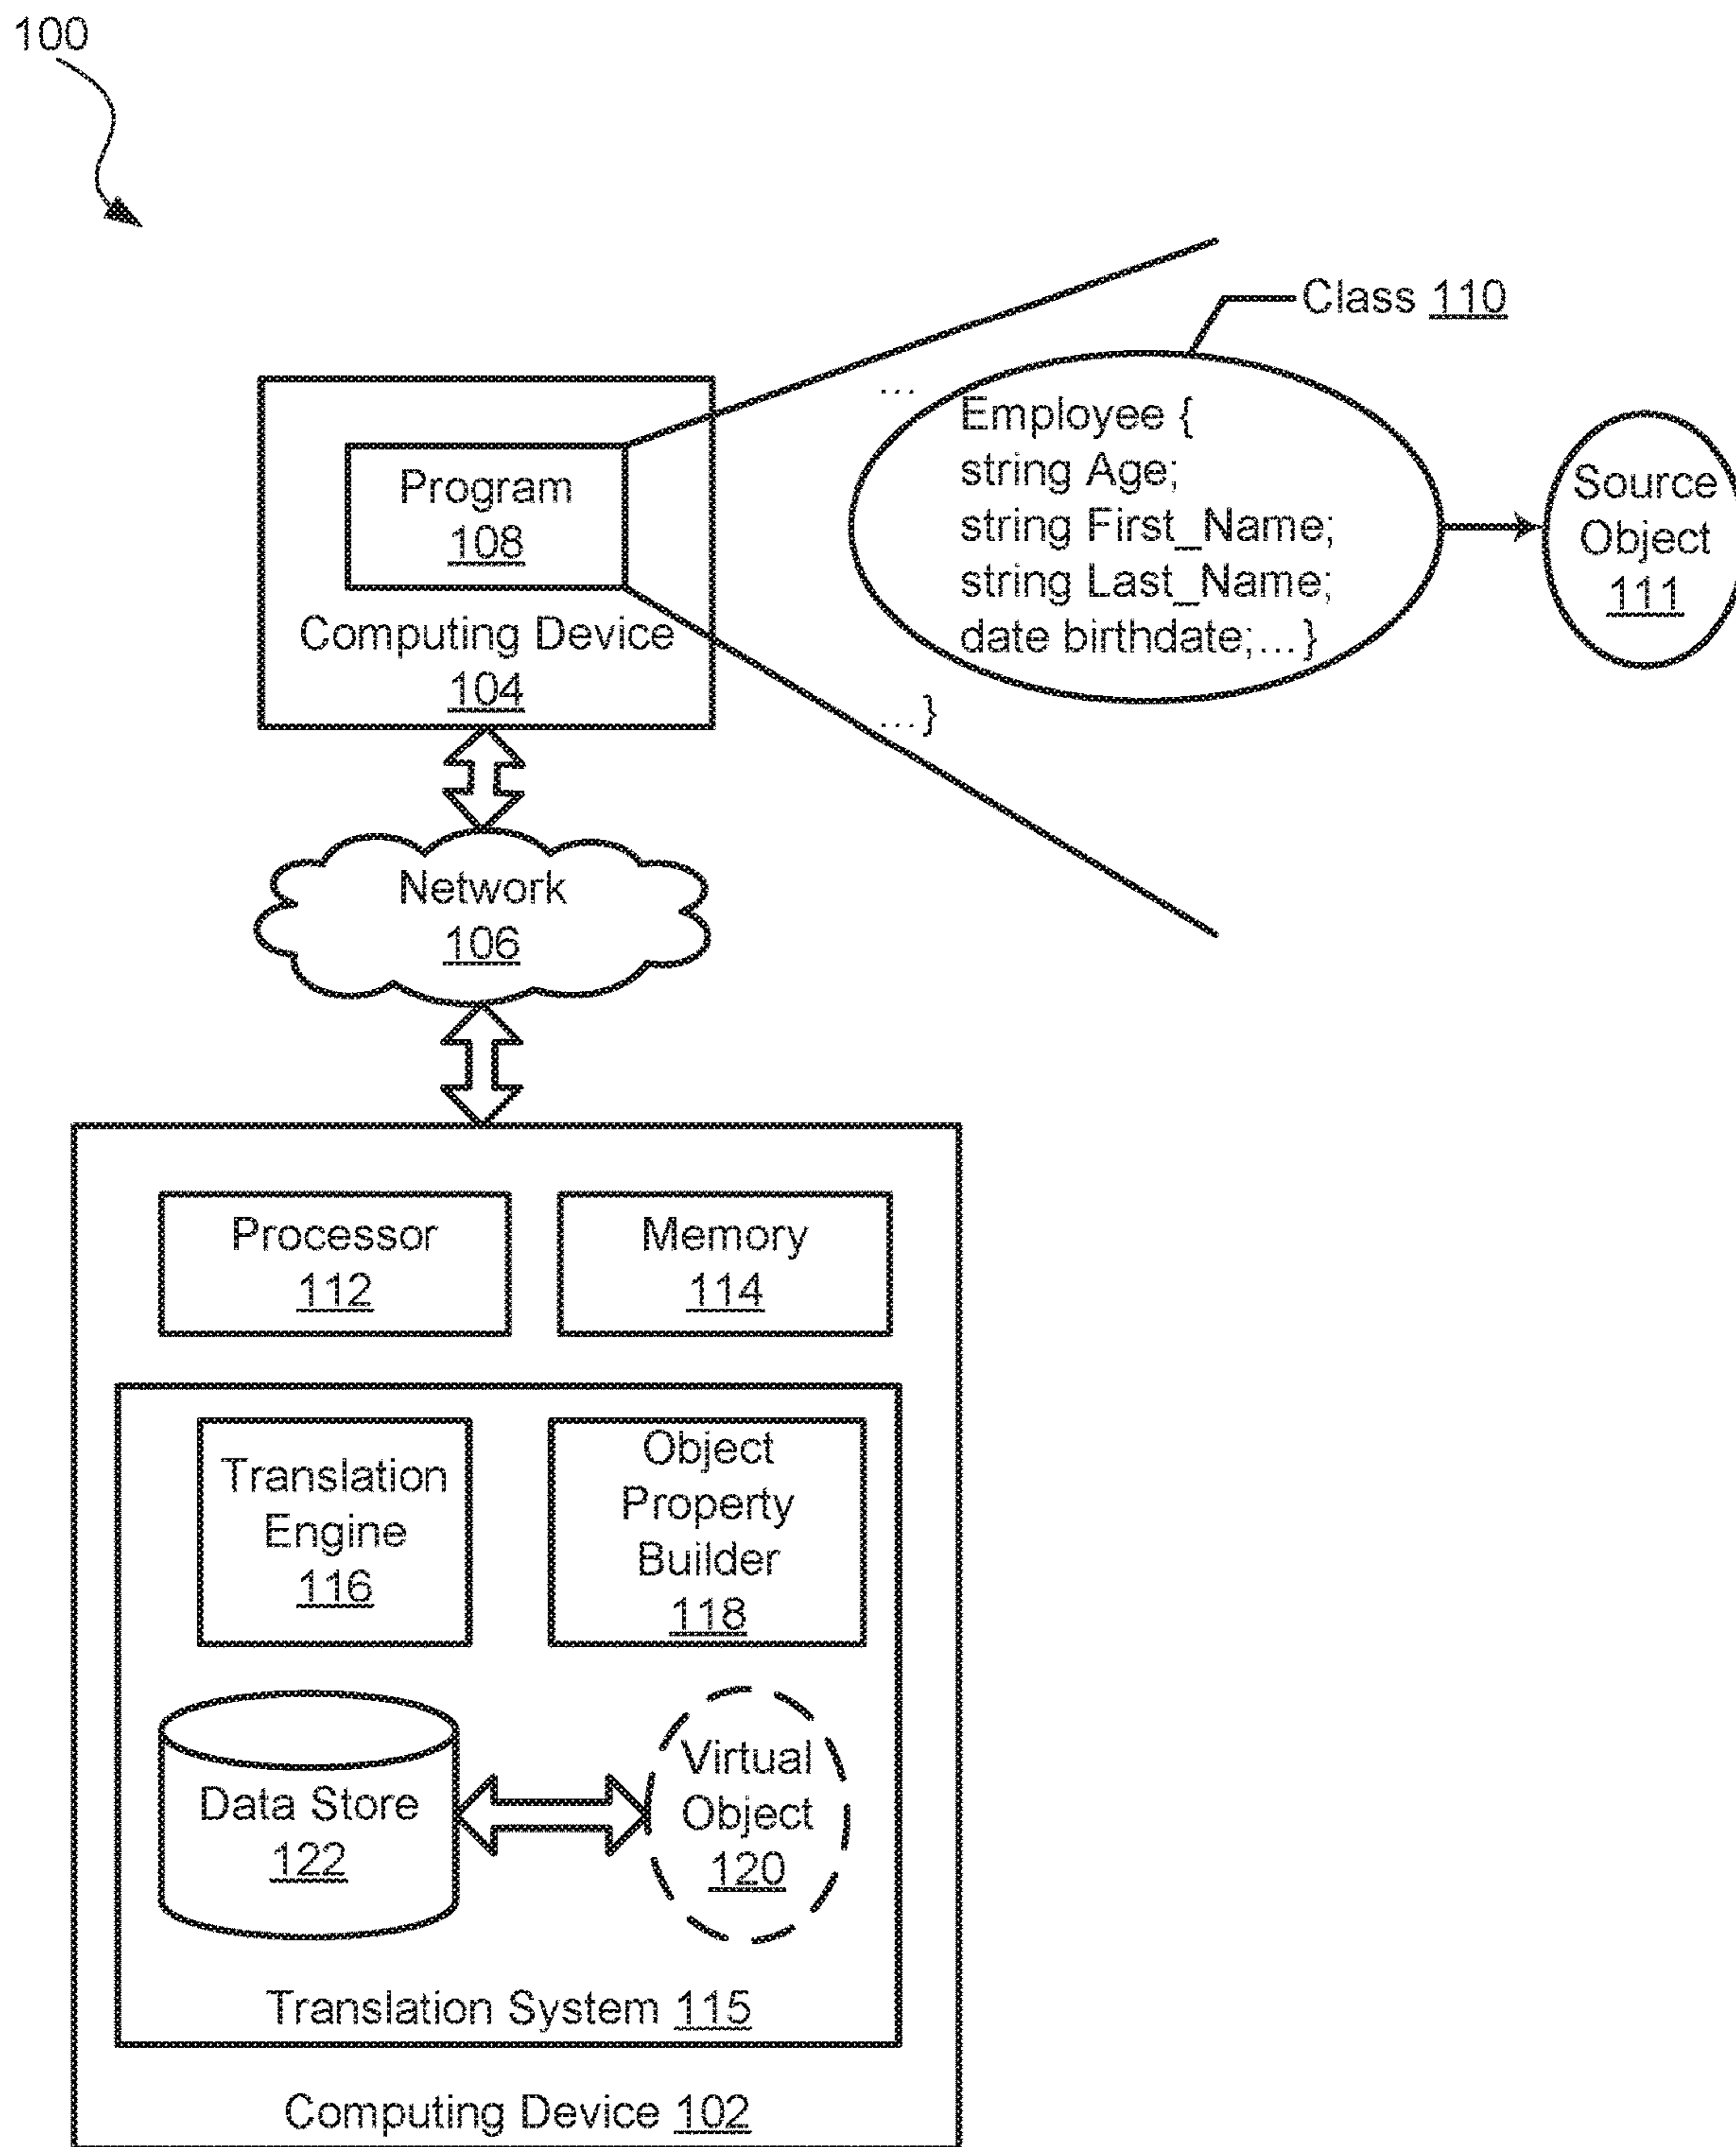 100
Class 110
...
Employee {
string Age;
string First_Name;
string Last_Name;
date birthdate;...}
...}
Source
Object
111
Program
108
Computing Device
104
Network
106
Processor
112
Memory
114
Translation
Engine
116
Object
Property
Builder
118
Data Store
122
Virtual
Object
120
Translation System 115
Computing Device 102